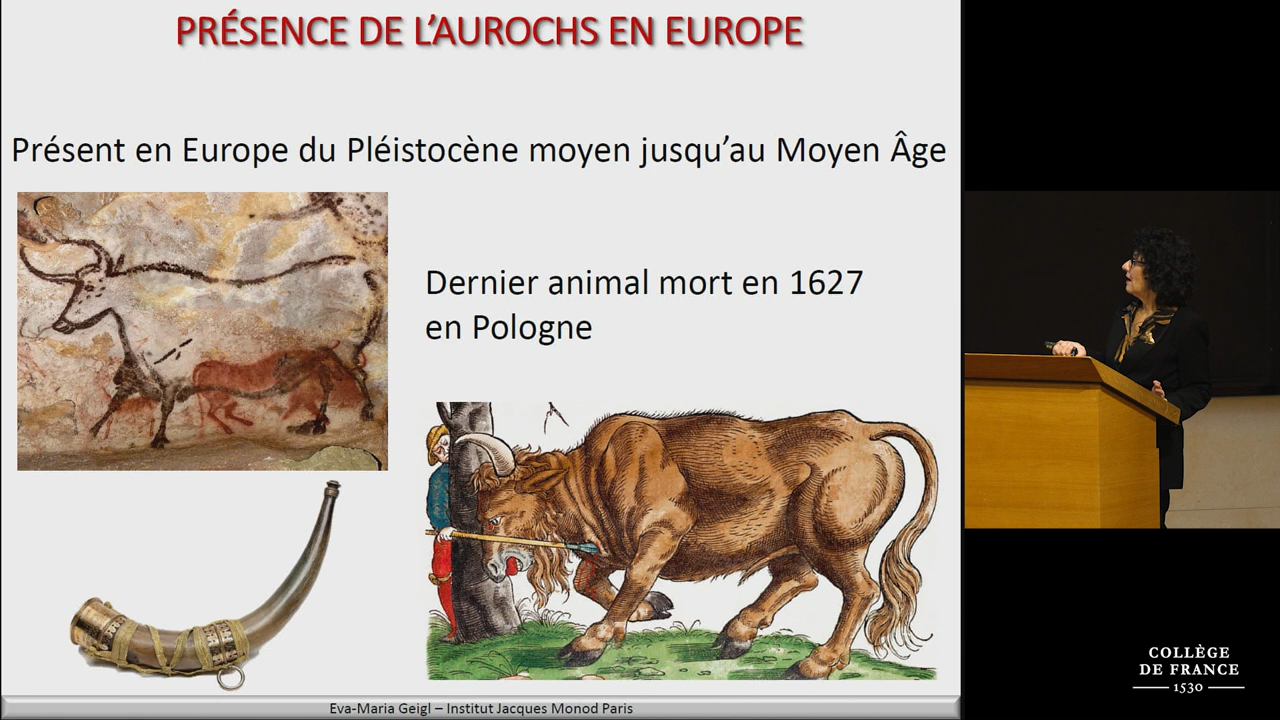 PRÉSENCE DE L’AUROCHS EN EUROPE
Présent en Europe du Pléistocène moyen jusqu’au Moyen Âge
Dernier animal mort en 1627
en Pologne
Eva-Maria Geigl – Institut Jacques Monod Paris
COLLÈGE
DE FRANCE
1530